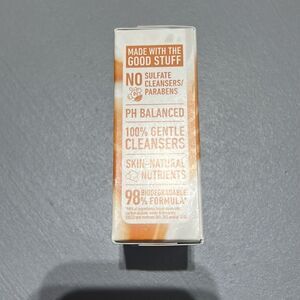 MADE WITH THE
GOOD STUFF
NO SULFATE
CLEANSERS/
PARABENS
PH BALANCED
100% GENTLE
CLEANSERS
SKIN-NATURAL
NUTRIENTS
98% BIODEGRADABLE
FORMULA*